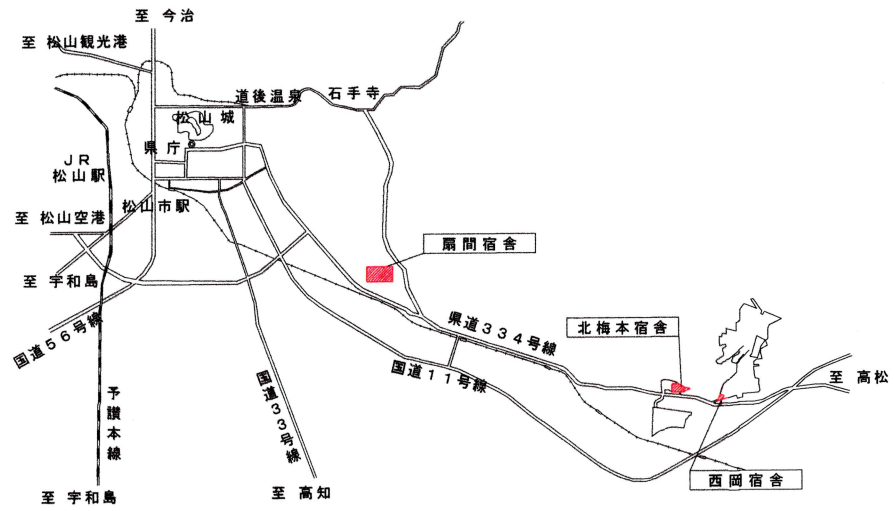 至 今治
至 松山観光港
道後温泉
石手寺
松山城
県庁
JR
松山駅
松山市駅
至 松山空港
扇間宿舎
至 宇和島
県道334号線
北梅本宿舎
国道56号線
国道11号線
至 高松
国道33号線
予讃本線
西岡宿舎
至 宇和島
至 高知